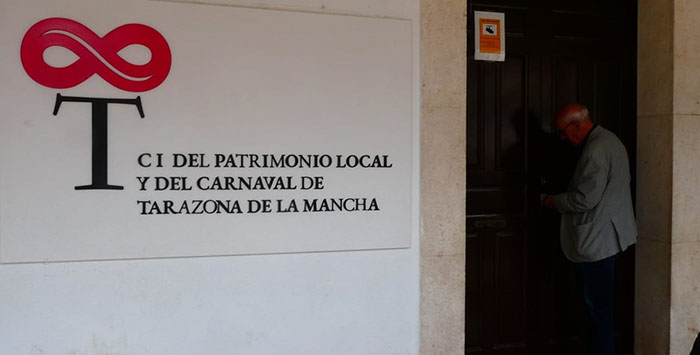 T
C I DEL PATRIMONIO LOCAL
Y DEL CARNAVAL DE
TARAZONA DE LA MANCHA